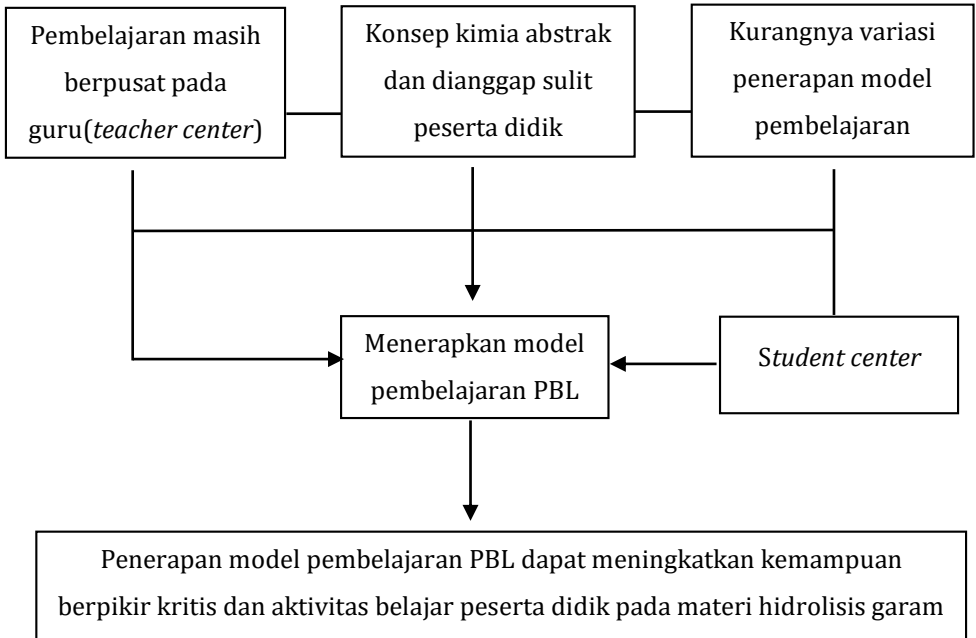 Pembelajaran masih
berpusat pada
guru(teacher center)
Konsep kimia abstrak
dan dianggap sulit
peserta didik
Kurangnya variasi
penerapan model
pembelajaran
Menerapkan model
pembelajaran PBL
Student center
Penerapan model pembelajaran PBL dapat meningkatkan kemampuan
berpikir kritis dan aktivitas belajar peserta didik pada materi hidrolisis garam